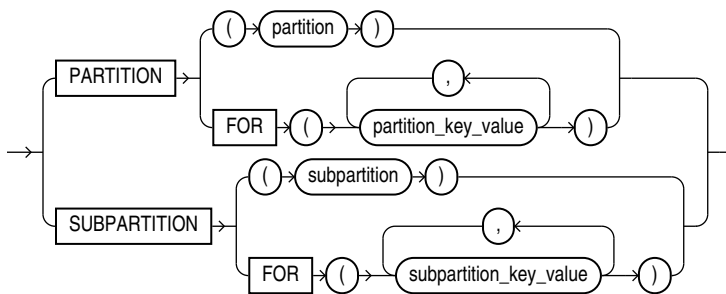 ( partition )
PARTITION
,
FOR ( partition_key_value )
( subpartition )
SUBPARTITION
,
FOR ( subpartition_key_value )